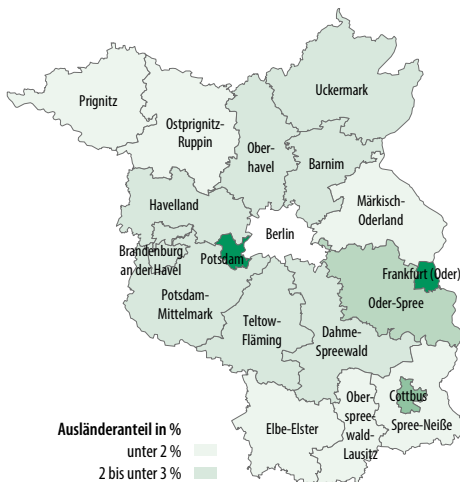 Uckermark
Prignitz
Ostprignitz-
Ruppin
Ober-
havel
Barnim
Havelland
Märkisch-
Oderland
Berlin
Brandenburg
an der Havel
Potsdam
Frankfurt (Oder)
Potsdam-
Mittelmark
Oder-Spree
Teltow-
Fläming
Dahme-
Spreewald
Cottbus
Ober-
spree-
wald-
Lausitz
Spree-Neiße
Elbe-Elster
Ausländeranteil in %
unter 2 %
2 bis unter 3 %